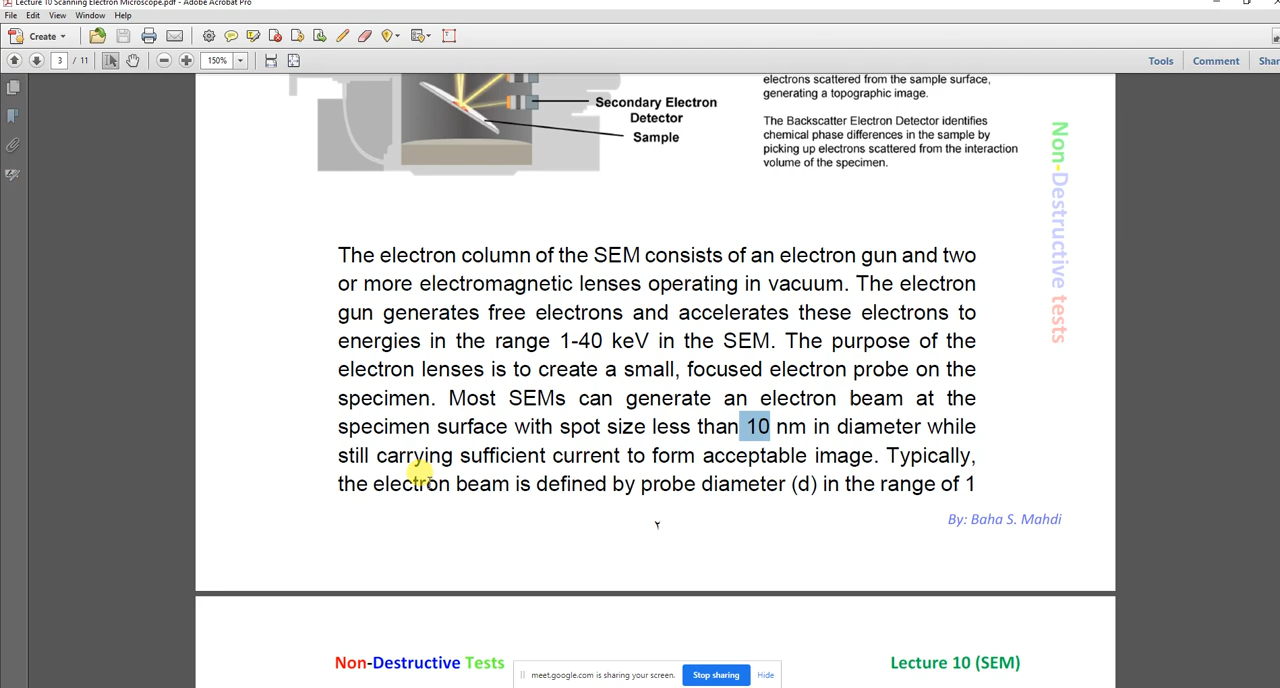 Lecture 10 Scanning Electron Microscope.pdf - Adobe Acrobat Pro
File Edit View Window Help
Create
3 / 11 150% Tools Comment Shar
electrons scattered from the sample surface,
generating a topographic image.
Secondary Electron
Detector
Sample
The Backscatter Electron Detector identifies
chemical phase differences in the sample by
picking up electrons scattered from the interaction
volume of the specimen.
Non-Destructive tests
The electron column of the SEM consists of an electron gun and two
or more electromagnetic lenses operating in vacuum. The electron
gun generates free electrons and accelerates these electrons to
energies in the range 1-40 keV in the SEM. The purpose of the
electron lenses is to create a small, focused electron probe on the
specimen. Most SEMs can generate an electron beam at the
specimen surface with spot size less than 10 nm in diameter while
still carrying sufficient current to form acceptable image. Typically,
the electron beam is defined by probe diameter (d) in the range of 1
٢
By: Baha S. Mahdi
Non-Destructive Tests
Lecture 10 (SEM)
meet.google.com is sharing your screen. Stop sharing Hide